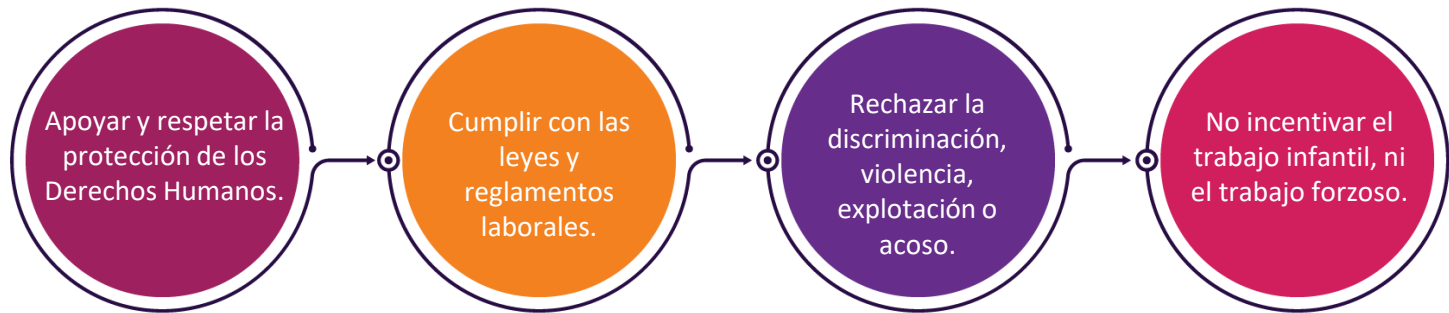 Apoyar y respetar la
protección de los
Derechos Humanos.
Cumplir con las
leyes y
reglamentos
laborales.
Rechazar la
discriminación,
violencia,
explotación o
acoso.
No incentivar el
trabajo infantil, ni
el trabajo forzoso.